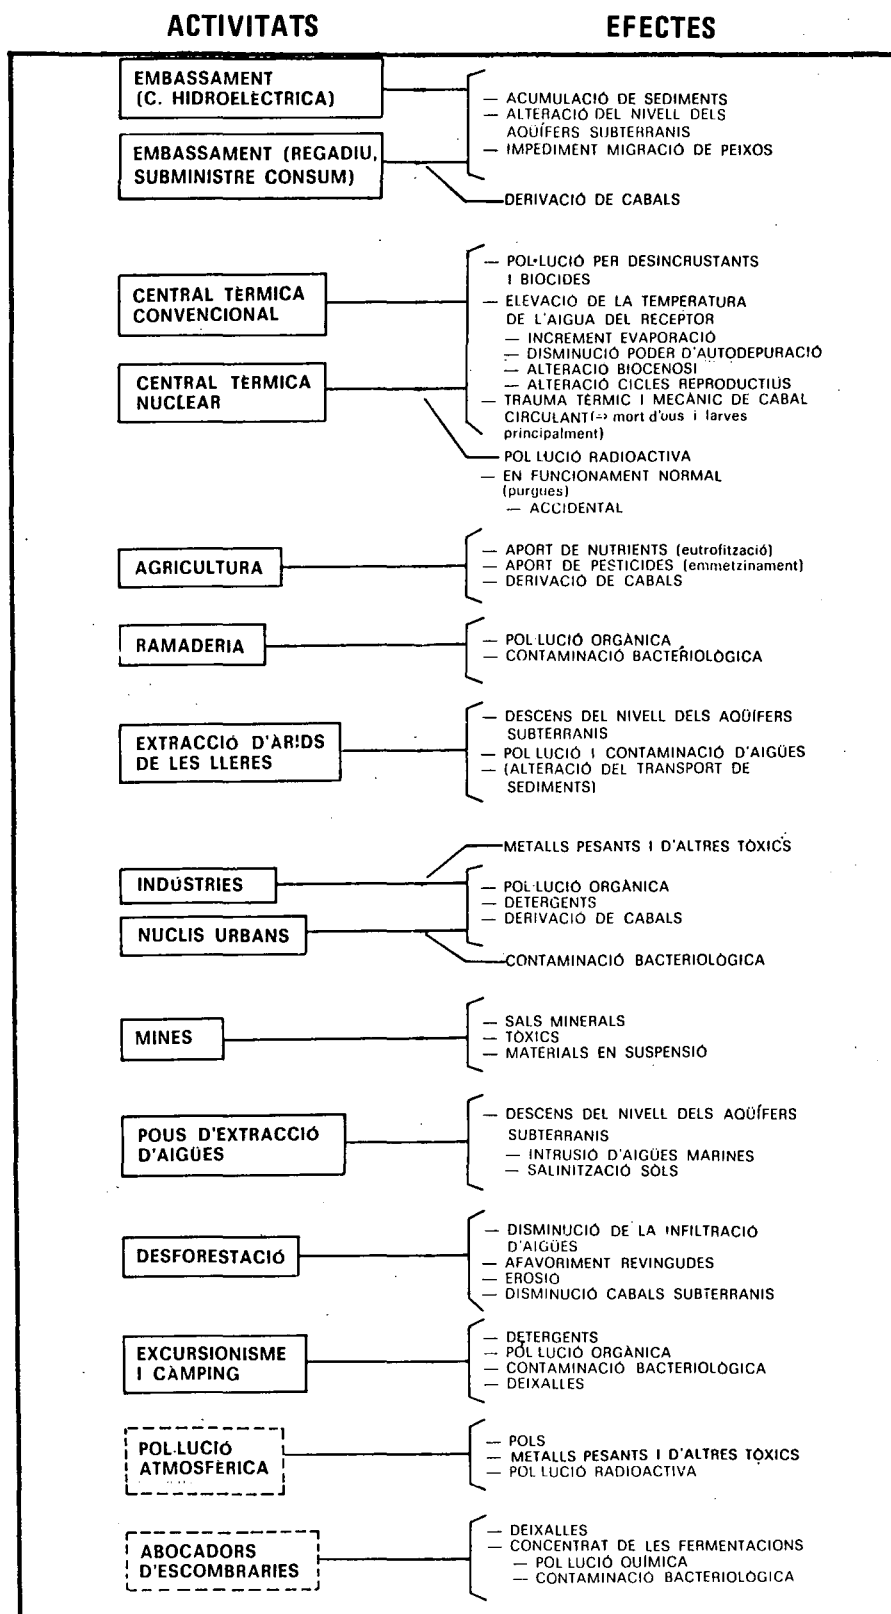 ACTIVITATS
EFECTES
EMBASSAMENT
(C. HIDROELÈCTRICA)
EMBASSAMENT (REGADIU,
SUBMINISTRE CONSUM)
— ACUMULACIÓ DE SEDIMENTS
— ALTERACIÓ DEL NIVELL DELS
AQÜÍFERS SUBTERRANIS
— IMPEDIMENT MIGRACIÓ DE PEIXOS
DERIVACIÓ DE CABALS
CENTRAL TÈRMICA
CONVENCIONAL
CENTRAL TÈRMICA
NUCLEAR
— POL·LUCIÓ PER DESINCRUSTANTS
I BIOCIDES
— ELEVACIÓ DE LA TEMPERATURA
DE L'AIGUA DEL RECEPTOR
— INCREMENT EVAPORACIÓ
— DISMINUCIÓ PODER D'AUTODEPURACIÓ
— ALTERACIÓ BIOCENOSI
— ALTERACIÓ CICLES REPRODUCTIUS
— TRAUMA TÈRMIC I MECÀNIC DE CABAL
CIRCULANT (=> mort d'ous i larves
principalment)
POL LUCIÓ RADIOACTIVA
— EN FUNCIONAMENT NORMAL
(purgues)
— ACCIDENTAL
AGRICULTURA
— APORT DE NUTRIENTS (eutrofització)
— APORT DE PESTICIDES (emmetzinament)
— DERIVACIÓ DE CABALS
RAMADERIA
— POL·LUCIÓ ORGÀNICA
— CONTAMINACIÓ BACTERIOLÒGICA
EXTRACCIÓ D'ÀRIDS
DE LES LLERES
— DESCENS DEL NIVELL DELS AQÜÍFERS
SUBTERRANIS
— POL LUCIÓ I CONTAMINACIÓ D'AIGÜES
— (ALTERACIÓ DEL TRANSPORT DE
SEDIMENTS)
METALLS PESANTS I D'ALTRES TÒXICS
INDÚSTRIES
NUCLIS URBANS
— POL·LUCIÓ ORGÀNICA
— DETERGENTS
— DERIVACIÓ DE CABALS
CONTAMINACIÓ BACTERIOLÒGICA
MINES
— SALS MINERALS
— TÒXICS
— MATERIALS EN SUSPENSIÓ
POUS D'EXTRACCIÓ
D'AIGÜES
— DESCENS DEL NIVELL DELS AQÜÍFERS
SUBTERRANIS
— INTRUSIÓ D'AIGÜES MARINES
— SALINITZACIÓ SÒLS
DESFORESTACIÓ
— DISMINUCIÓ DE LA INFILTRACIÓ
D'AIGÜES
— AFAVORIMENT REVINGUDES
— EROSIÓ
— DISMINUCIÓ CABALS SUBTERRANIS
EXCURSIONISME
I CÀMPING
— DETERGENTS
— POL LUCIÓ ORGÀNICA
— CONTAMINACIÓ BACTERIOLÒGICA
— DEIXALLES
POL·LUCIÓ
ATMOSFÈRICA
— POLS
— METALLS PESANTS I D'ALTRES TÒXICS
— POL LUCIÓ RADIOACTIVA
ABOCADORS
D'ESCOMBRARIES
— DEIXALLES
— CONCENTRAT DE LES FERMENTACIONS
— POL LUCIÓ QUÍMICA
— CONTAMINACIÓ BACTERIOLÒGICA